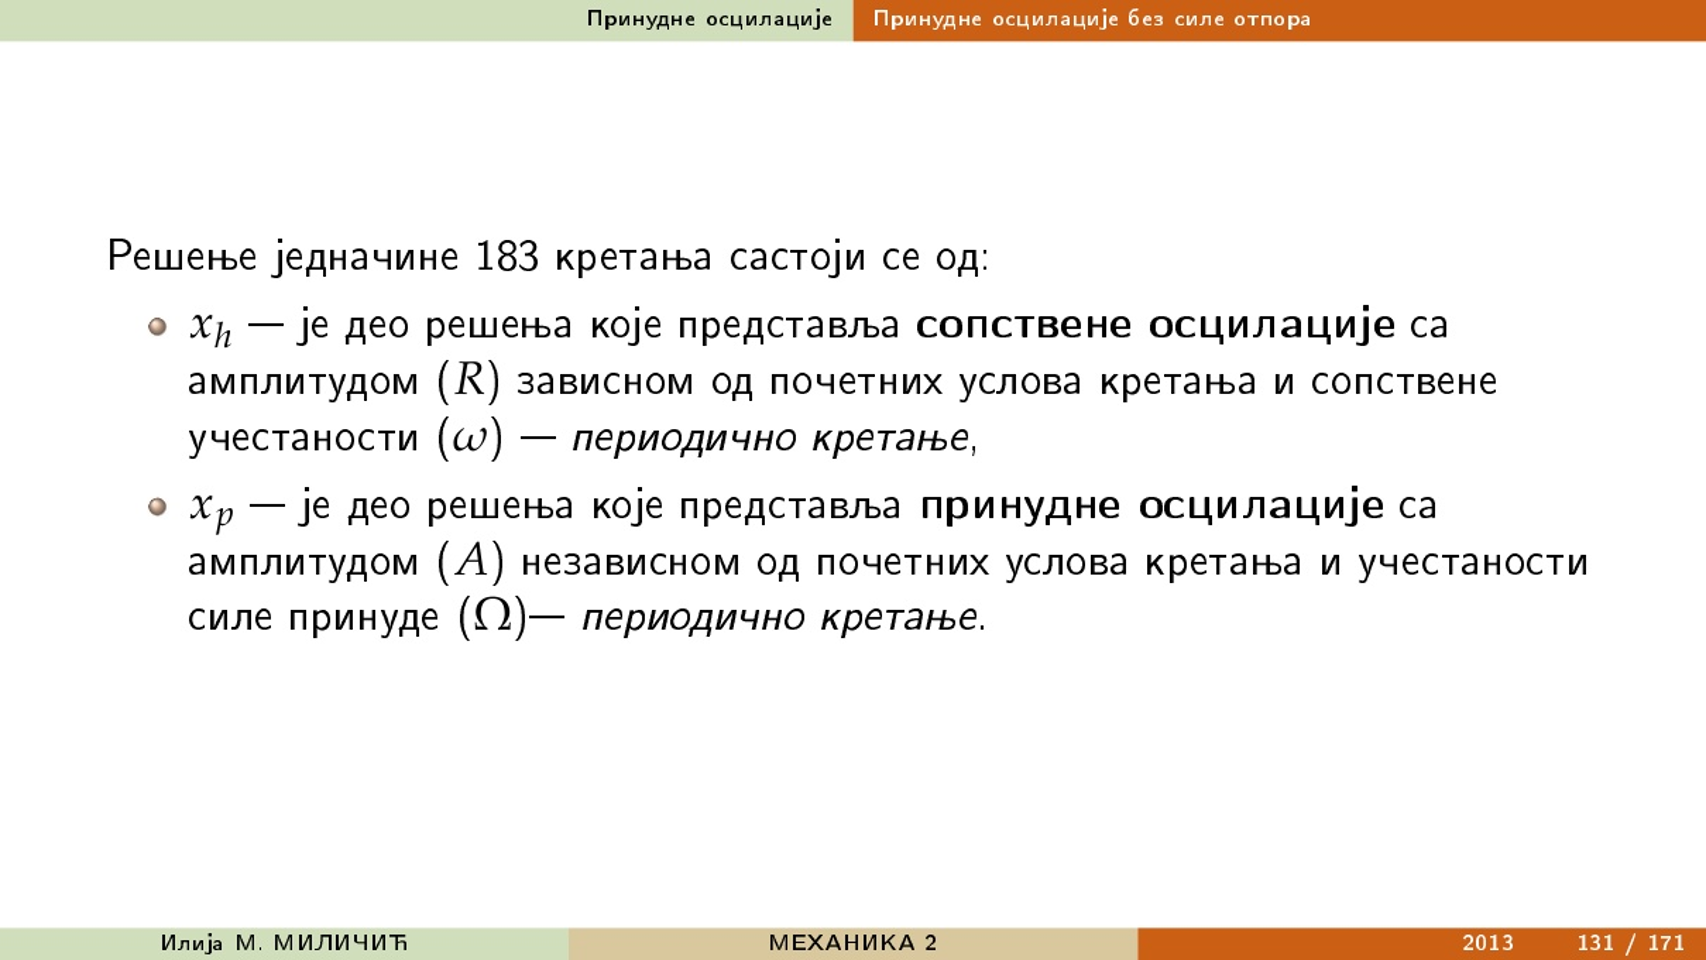 Принудне осцилације Принудне осцилације без силе отпора
Решење једначине 183 кретања састоји се од:
x_h — је део решења које представља сопствене осцилације са
амплитудом (R) зависном од почетних услова кретања и сопствене
учестаности (ω) — периодично кретање,
x_p — је део решења које представља принудне осцилације са
амплитудом (A) независном од почетних услова кретања и учестаности
силе принуде (Ω)— периодично кретање.
Илија М. МИЛИЧИЋ МЕХАНИКА 2 2013 131 / 171